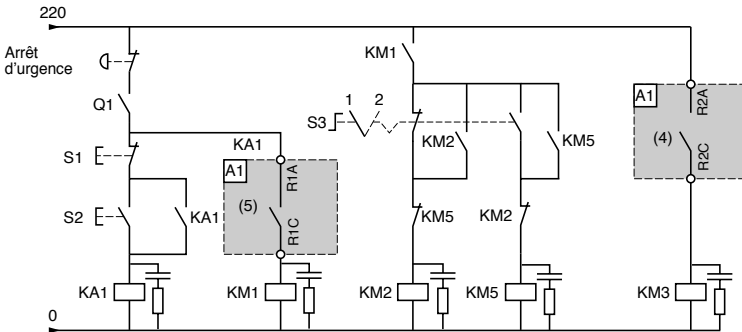 220
Arrêt
d'urgence
Q1
S1
S2
KA1
KA1
KA1
A1
R1A
(5)
R1C
KM1
KM1
S3
1 2
KM2
KM5
KM5
KM2
KM2
KM5
A1
R2A
(4)
R2C
KM3
0